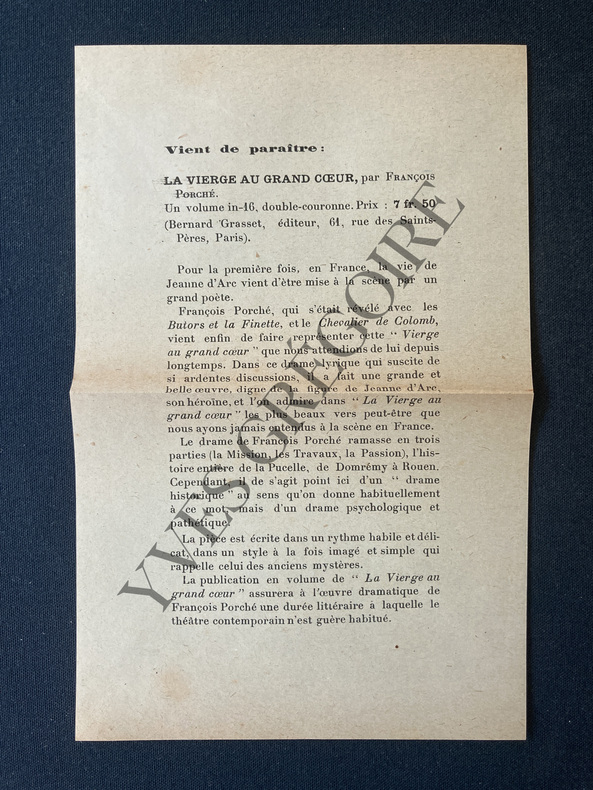 Vient de paraître :
LA VIERGE AU GRAND CŒUR, par FRANÇOIS
PORCHÉ.
Un volume in-16, double-couronne. Prix : 7 fr. 50
(Bernard Grasset, éditeur, 61, rue des Saints-
Pères, Paris).
Pour la première fois, en France, la vie de
Jeanne d'Arc vient d'être mise à la scène par un
grand poète.
François Porché, qui s'était révélé avec les
Butors et la Finette, et le Chevalier de Colomb,
vient enfin de faire représenter cette “ Vierge
au grand cœur ” que nous attendions de lui depuis
longtemps. Dans ce drame lyrique qui suscite de
si ardentes discussions, il a fait une grande et
belle œuvre, digne de la figure de Jeanne d'Arc,
son héroïne, et l'on admire dans “ La Vierge au
grand cœur ” les plus beaux vers peut-être que
nous ayons jamais entendus à la scène en France.
Le drame de François Porché ramasse en trois
parties (la Mission, les Travaux, la Passion), l'his-
toire entière de la Pucelle, de Domrémy à Rouen.
Cependant, il de s'agit point ici d'un “ drame
historique ” au sens qu'on donne habituellement
à ce mot, mais d'un drame psychologique et
pathétique.
La pièce est écrite dans un rythme habile et déli-
cat, dans un style à la fois imagé et simple qui
rappelle celui des anciens mystères.
La publication en volume de “ La Vierge au
grand cœur ” assurera à l'œuvre dramatique de
François Porché une durée littéraire à laquelle le
théâtre contemporain n'est guère habitué.
YVES GRÉGOIRE